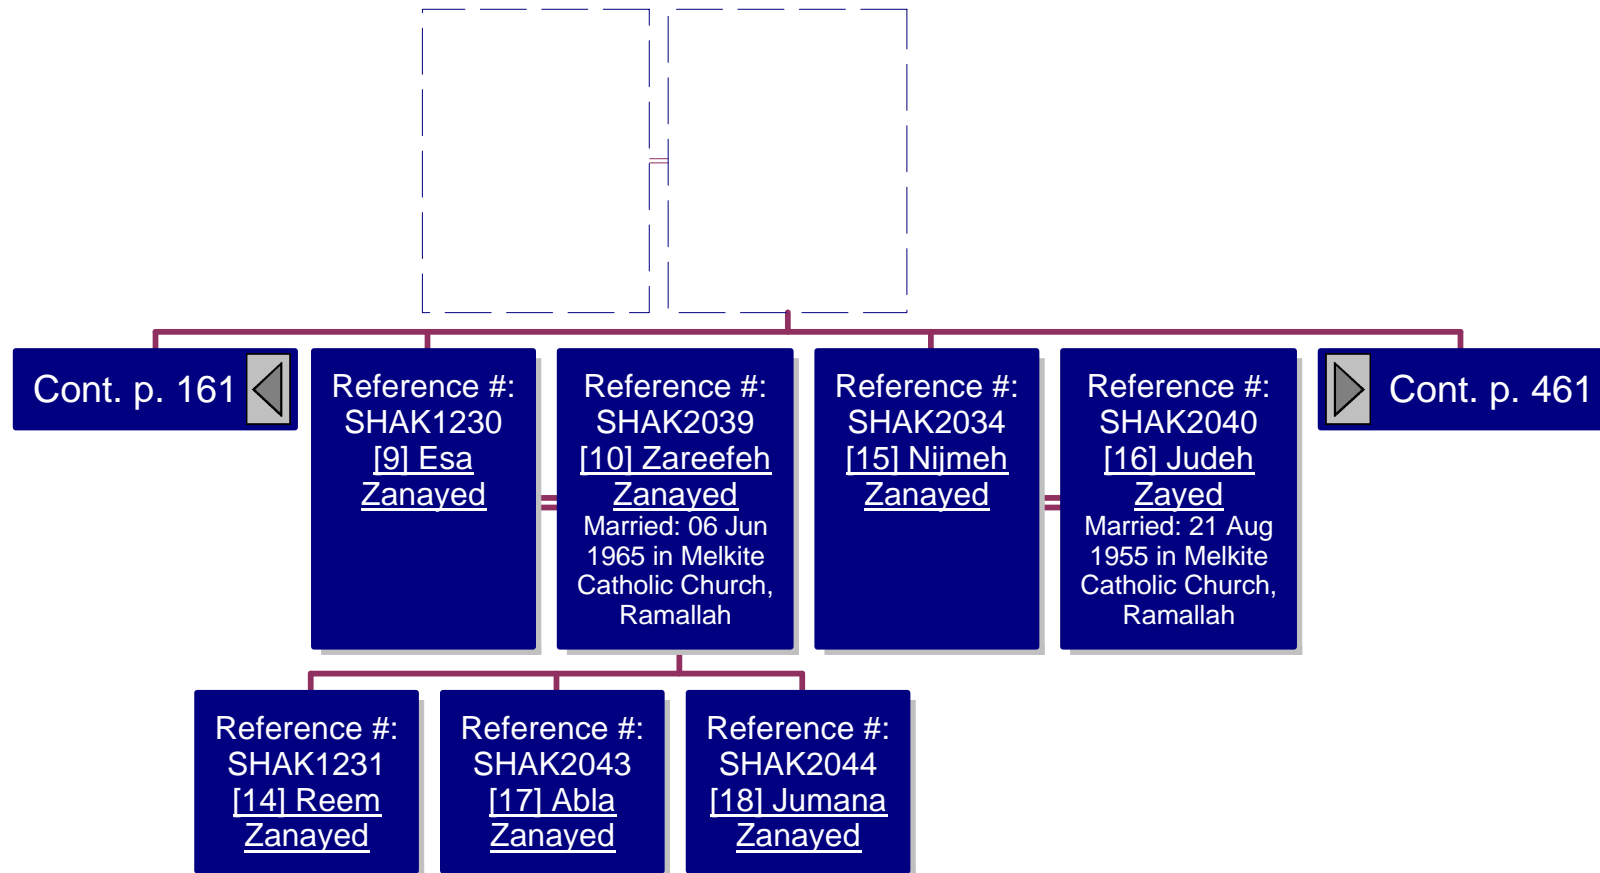 Cont. p. 161
Reference #:
SHAK1230
[9] Esa
Zanayed
Reference #:
SHAK2039
[10] Zareefeh
Zanayed
Married: 06 Jun
1965 in Melkite
Catholic Church,
Ramallah
Reference #:
SHAK2034
[15] Nijmeh
Zanayed
Reference #:
SHAK2040
[16] Judeh
Zayed
Married: 21 Aug
1955 in Melkite
Catholic Church,
Ramallah
Cont. p. 461
Reference #:
SHAK1231
[14] Reem
Zanayed
Reference #:
SHAK2043
[17] Abla
Zanayed
Reference #:
SHAK2044
[18] Jumana
Zanayed